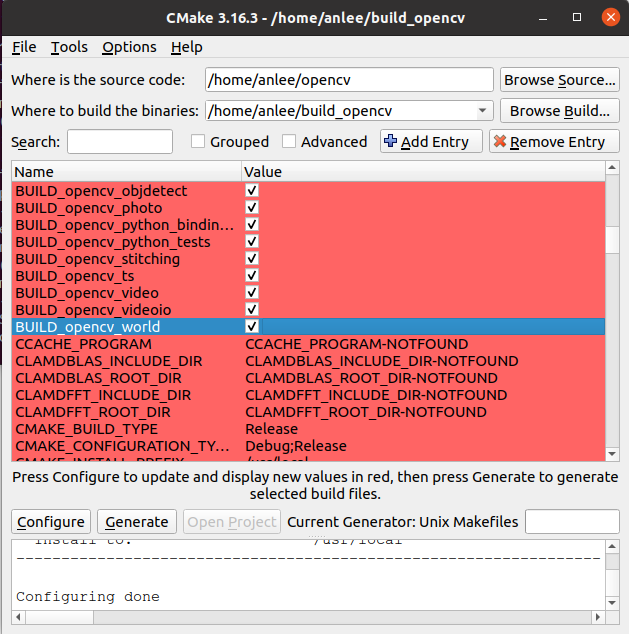 CMake 3.16.3 - /home/anlee/build_opencv
File Tools Options Help
Where is the source code: /home/anlee/opencv Browse Source...
Where to build the binaries: /home/anlee/build_opencv Browse Build...
Search: Grouped Advanced Add Entry Remove Entry
Name Value
BUILD_opencv_objdetect
BUILD_opencv_photo
BUILD_opencv_python_bindin...
BUILD_opencv_python_tests
BUILD_opencv_stitching
BUILD_opencv_ts
BUILD_opencv_video
BUILD_opencv_videoio
BUILD_opencv_world
CCACHE_PROGRAM CCACHE_PROGRAM-NOTFOUND
CLAMDBLAS_INCLUDE_DIR CLAMDBLAS_INCLUDE_DIR-NOTFOUND
CLAMDBLAS_ROOT_DIR CLAMDBLAS_ROOT_DIR-NOTFOUND
CLAMDFFT_INCLUDE_DIR CLAMDFFT_INCLUDE_DIR-NOTFOUND
CLAMDFFT_ROOT_DIR CLAMDFFT_ROOT_DIR-NOTFOUND
CMAKE_BUILD_TYPE Release
CMAKE_CONFIGURATION_TY... Debug;Release
CMAKE_INSTALL_PREFIX /usr/local
Press Configure to update and display new values in red, then press Generate to generate
selected build files.
Configure Generate Open Project Current Generator: Unix Makefiles
Install to: /usr/local
-----------------------------------------------------------------
Configuring done